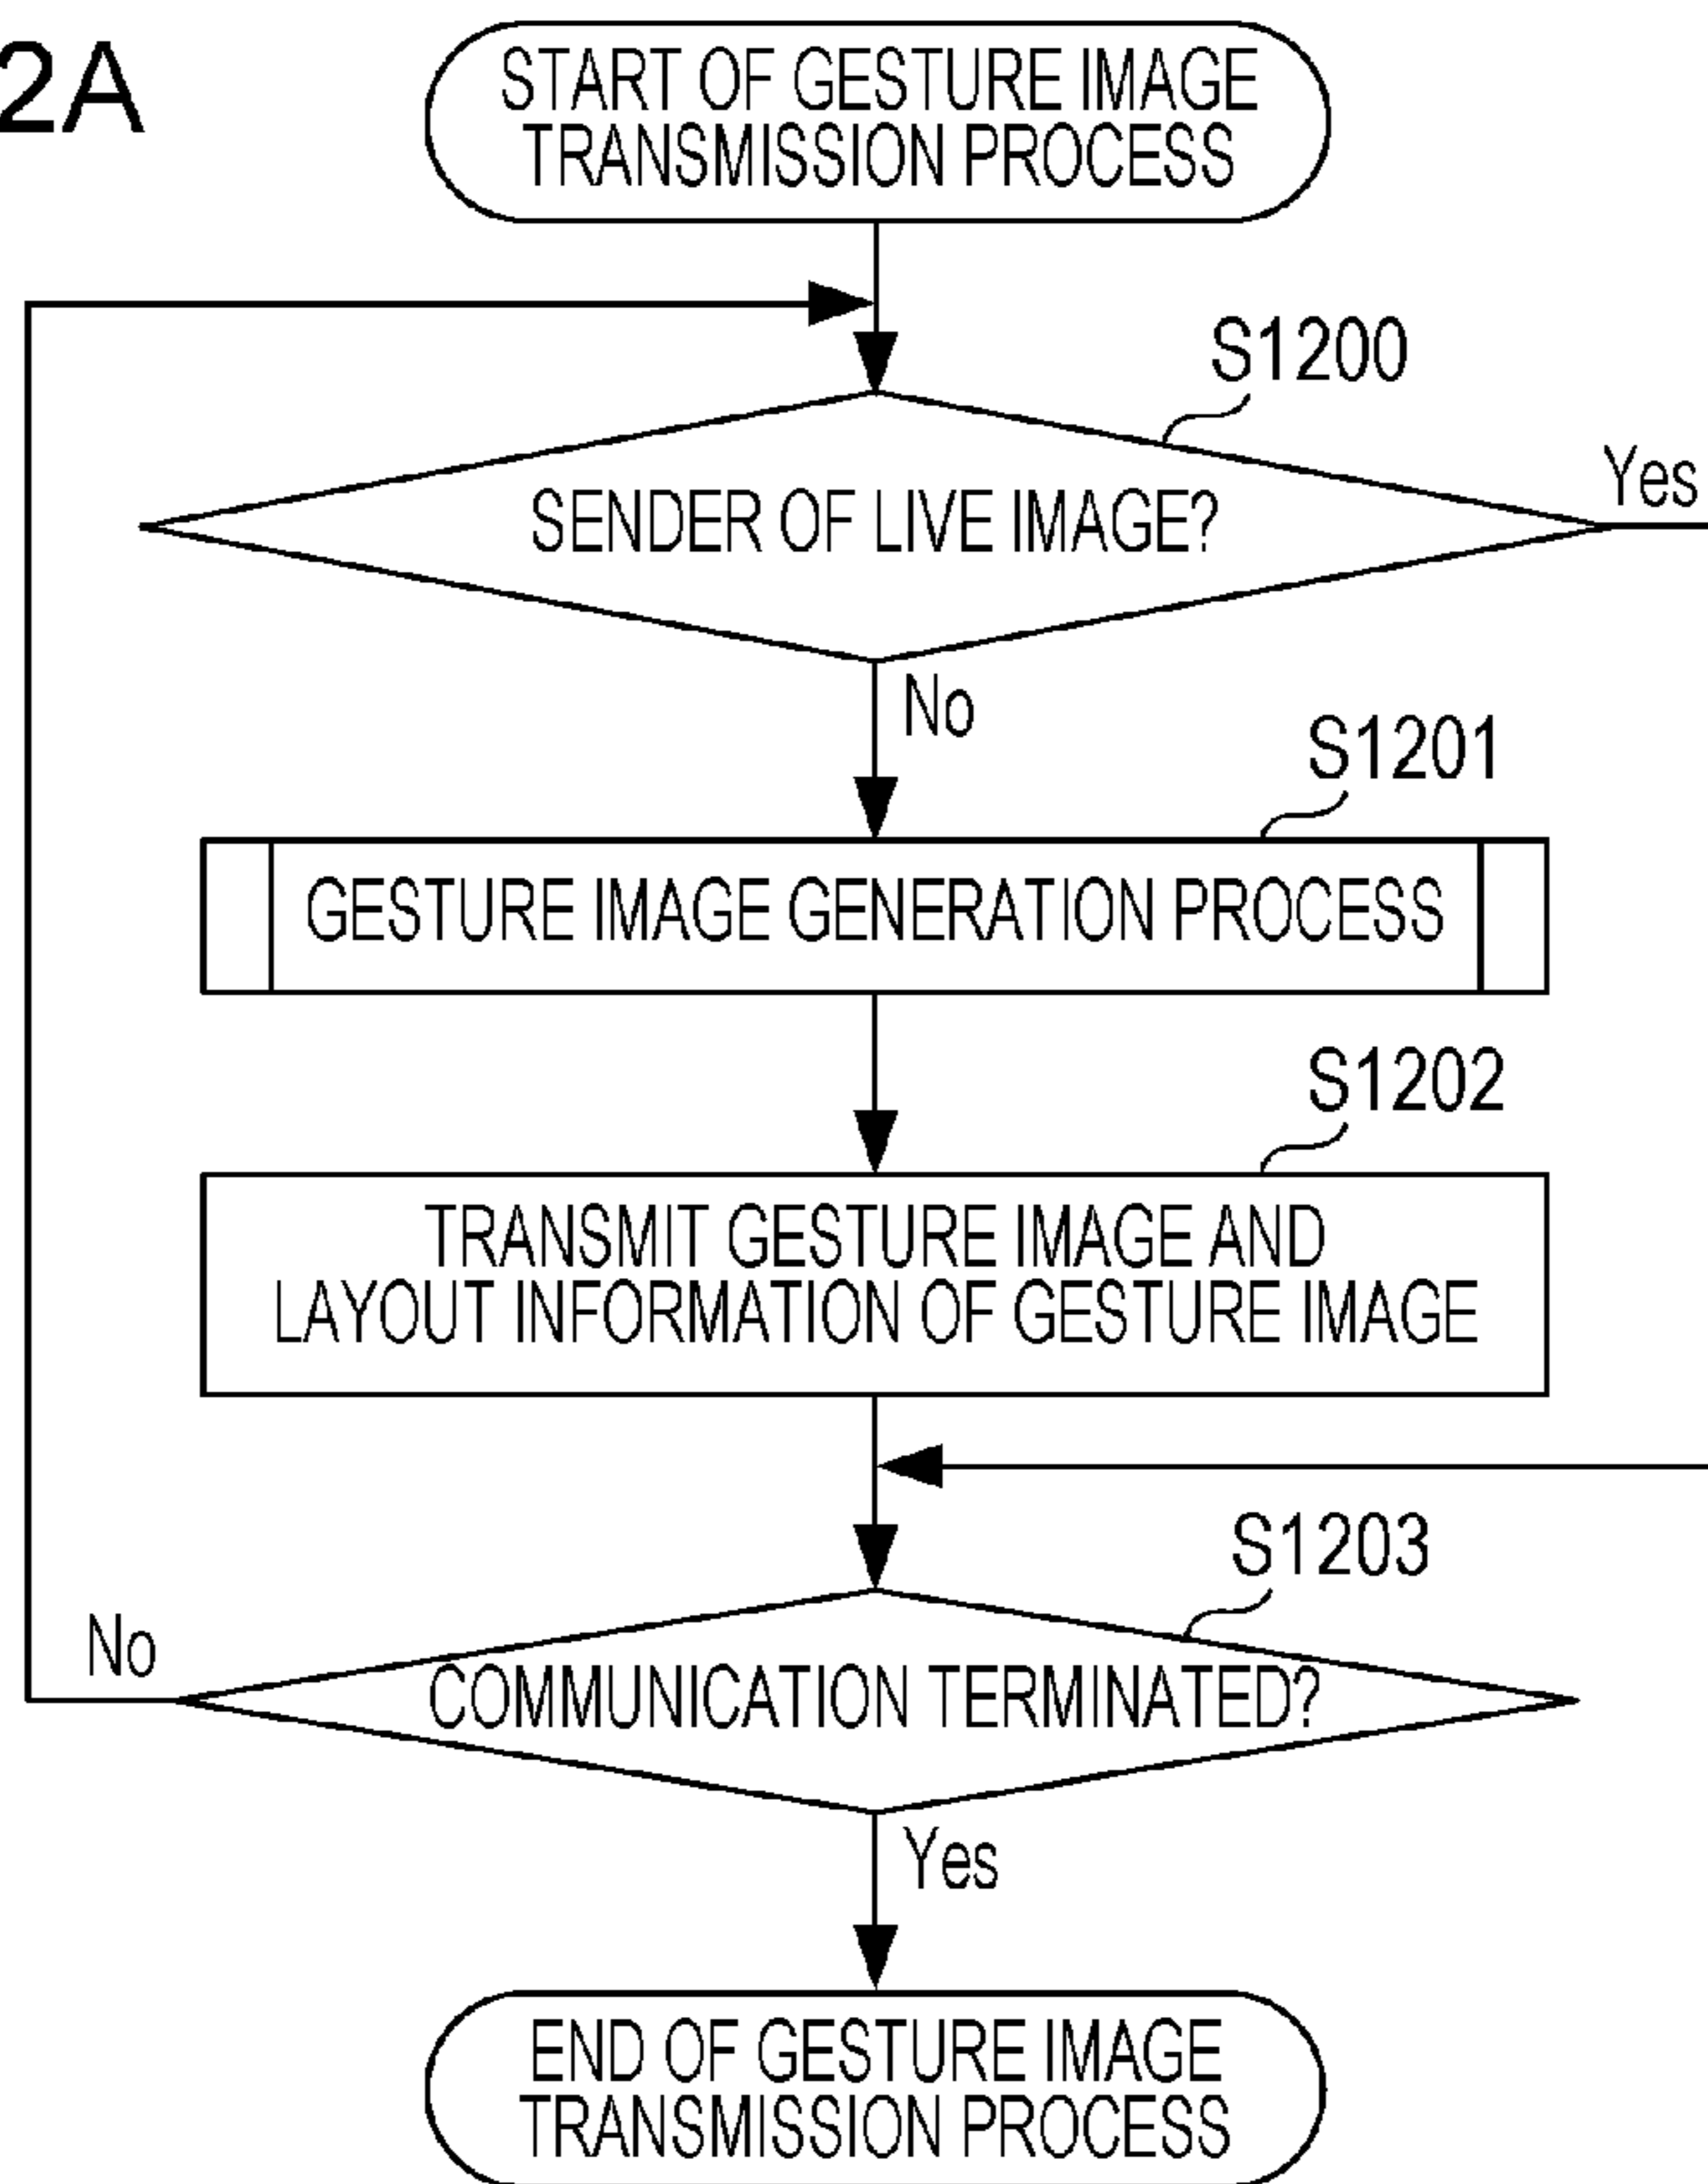 2A
START OF GESTURE IMAGE
TRANSMISSION PROCESS
S1200
Yes
SENDER OF LIVE IMAGE?
No
S1201
GESTURE IMAGE GENERATION PROCESS
S1202
TRANSMIT GESTURE IMAGE AND
LAYOUT INFORMATION OF GESTURE IMAGE
S1203
No
COMMUNICATION TERMINATED?
Yes
END OF GESTURE IMAGE
TRANSMISSION PROCESS